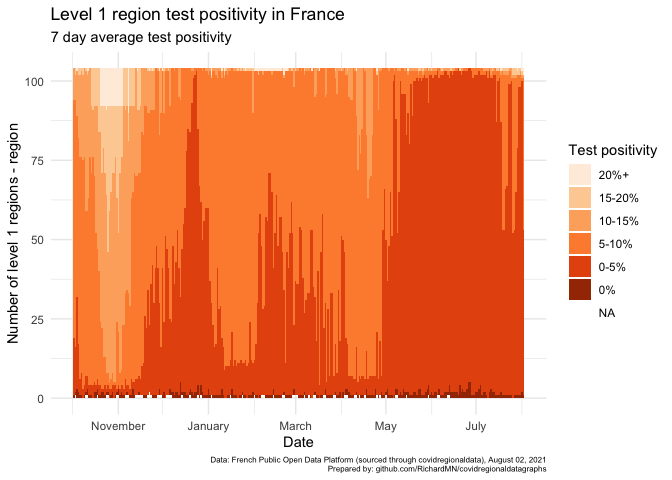 Level 1 region test positivity in France
7 day average test positivity
Number of level 1 regions - region
100
75
50
25
0
November
January
March
May
July
Date
Test positivity
20%+
15-20%
10-15%
5-10%
0-5%
0%
NA
Data: French Public Open Data Platform (sourced through covidregionaldata), August 02, 2021
Prepared by: github.com/RichardMN/covidregionaldatagraphs